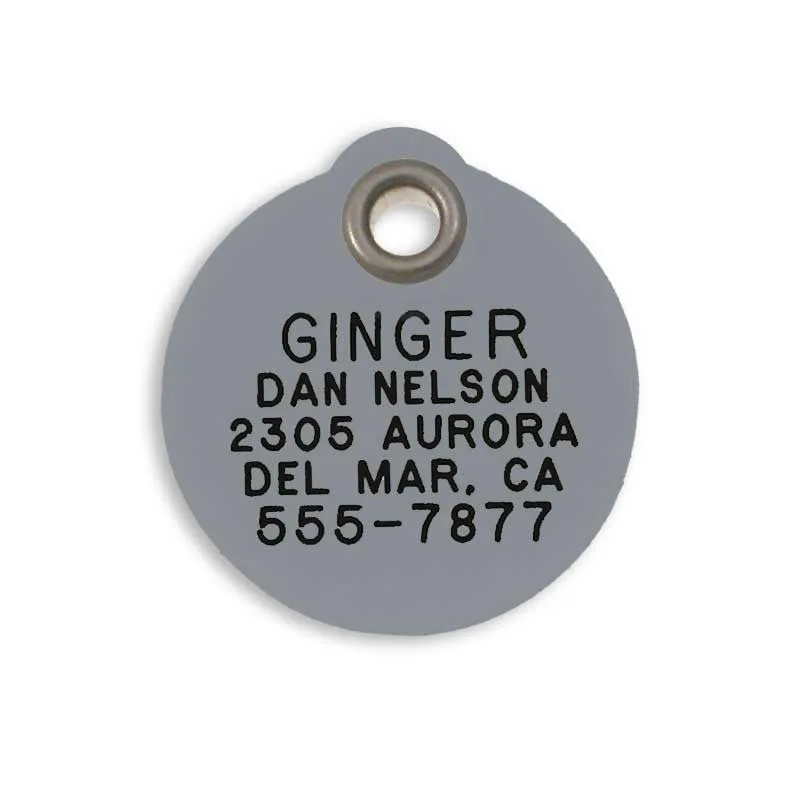 GINGER
DAN NELSON
2305 AURORA
DEL MAR, CA
555-7877